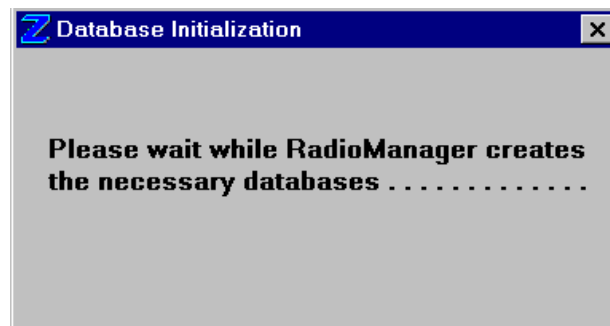 Z Database Initialization
Please wait while RadioManager creates
the necessary databases . . . . . . . . . . . . .